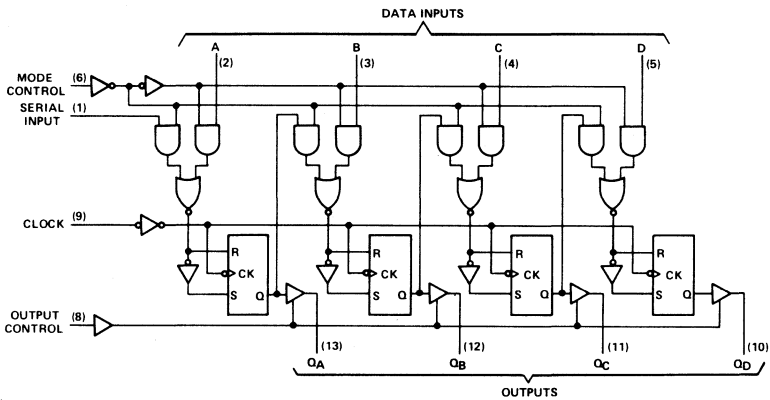 DATA INPUTS
A B C D
(2) (3) (4) (5)
MODE CONTROL (6)
SERIAL INPUT (1)
CLOCK (9)
R R R R
CK CK CK CK
S Q S Q S Q S Q
OUTPUT CONTROL (8)
(13) (12) (11) (10)
QA QB QC QD
OUTPUTS